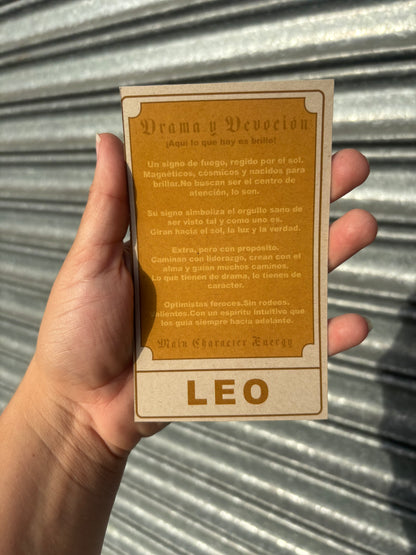 Drama y Devoción
¡Aquí lo que hay es brillo!
Un signo de fuego, regido por el sol.
Magnéticos, cósmicos y nacidos para
brillar.No buscan ser el centro de
atención, lo son.
Su signo simboliza el orgullo sano de
ser visto tal y como uno es.
Giran hacia el sol, la luz y la verdad.
Extra, pero con propósito.
Caminan con liderazgo, crean con el
alma y guían muchos caminos.
Lo que tienen de drama, lo tienen de
carácter.
Optimistas feroces.Sin rodeos,
valientes.Con un espíritu intuitivo que
los guía siempre hacia adelante.
Main Character Energy
LEO